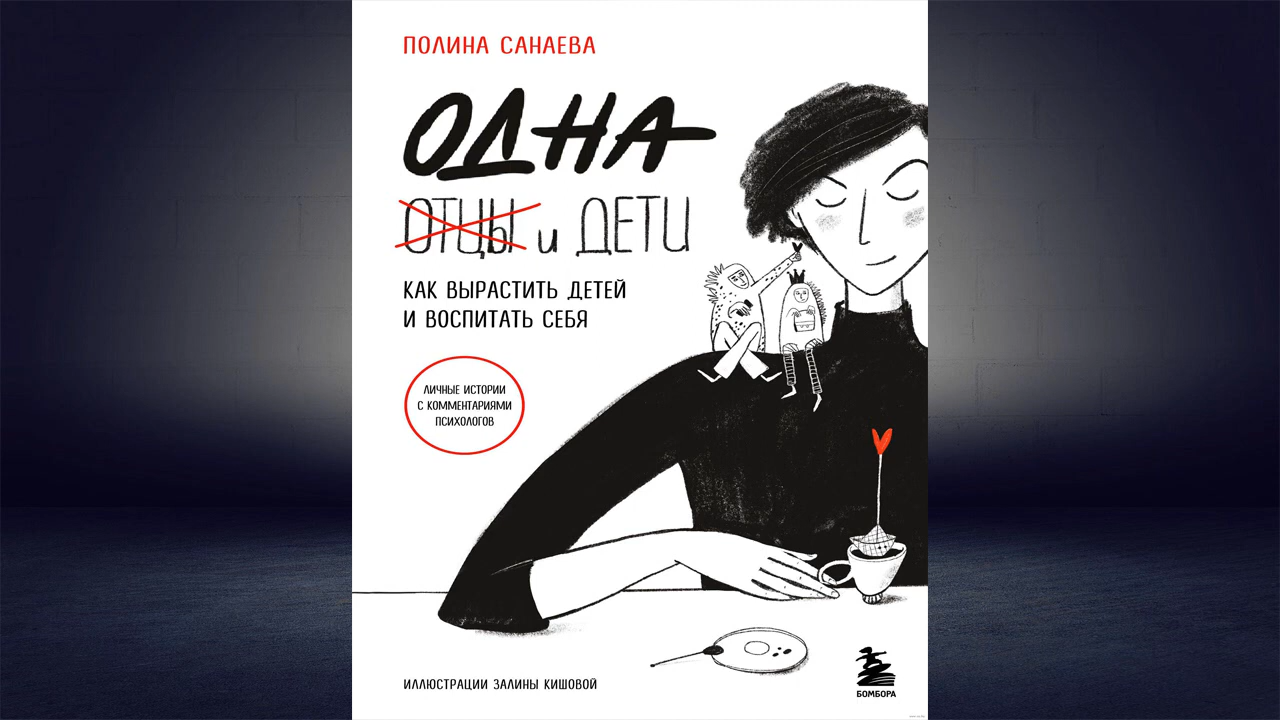 ПОЛИНА САНАЕВА
ОДНА
ОТЦЫ и ДЕТИ
КАК ВЫРАСТИТЬ ДЕТЕЙ
И ВОСПИТАТЬ СЕБЯ
ЛИЧНЫЕ ИСТОРИИ
С КОММЕНТАРИЯМИ
ПСИХОЛОГОВ
ИЛЛЮСТРАЦИИ ЗАЛИНЫ КИШОВОЙ
БОМБОРА